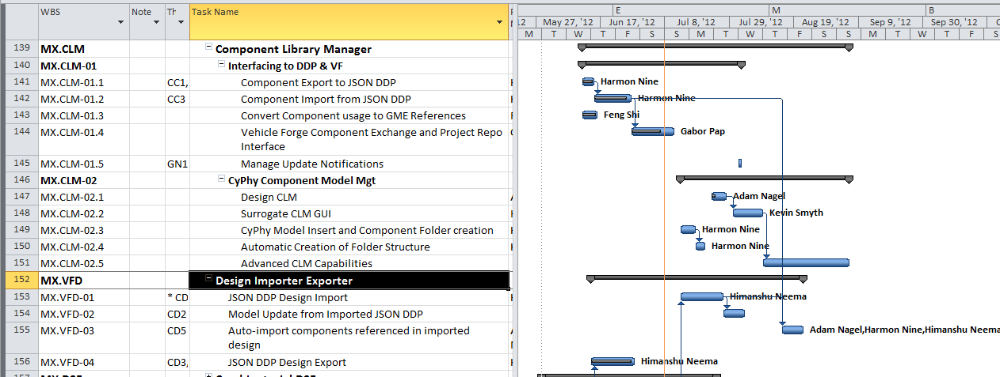 WBS Note Th Task Name F
E M B
12 May 27, '12 Jun 17, '12 Jul 8, '12 Jul 29, '12 Aug 19, '12 Sep 9, '12 Sep 30, '12
M T W T F S S M T W T F S S M T W T F S
139 MX.CLM Component Library Manager
140 MX.CLM-01 Interfacing to DDP & VF
141 MX.CLM-01.1 CC1, Component Export to JSON DDP Harmon Nine
142 MX.CLM-01.2 CC3 Component Import from JSON DDP Harmon Nine
143 MX.CLM-01.3 Convert Component usage to GME References Feng Shi
144 MX.CLM-01.4 Vehicle Forge Component Exchange and Project Repo Gabor Pap
Interface
145 MX.CLM-01.5 GN1 Manage Update Notifications
146 MX.CLM-02 CyPhy Component Model Mgt
147 MX.CLM-02.1 Design CLM Adam Nagel
148 MX.CLM-02.2 Surrogate CLM GUI Kevin Smyth
149 MX.CLM-02.3 CyPhy Model Insert and Component Folder creation Harmon Nine
150 MX.CLM-02.4 Automatic Creation of Folder Structure Harmon Nine
151 MX.CLM-02.5 Advanced CLM Capabilities
152 MX.VFD Design Importer Exporter
153 MX.VFD-01 * CD JSON DDP Design Import Himanshu Neema
154 MX.VFD-02 CD2 Model Update from Imported JSON DDP
155 MX.VFD-03 CD5 Auto-import components referenced in imported Adam Nagel,Harmon Nine,Himanshu Neema
design
156 MX.VFD-04 CD3, JSON DDP Design Export Himanshu Neema